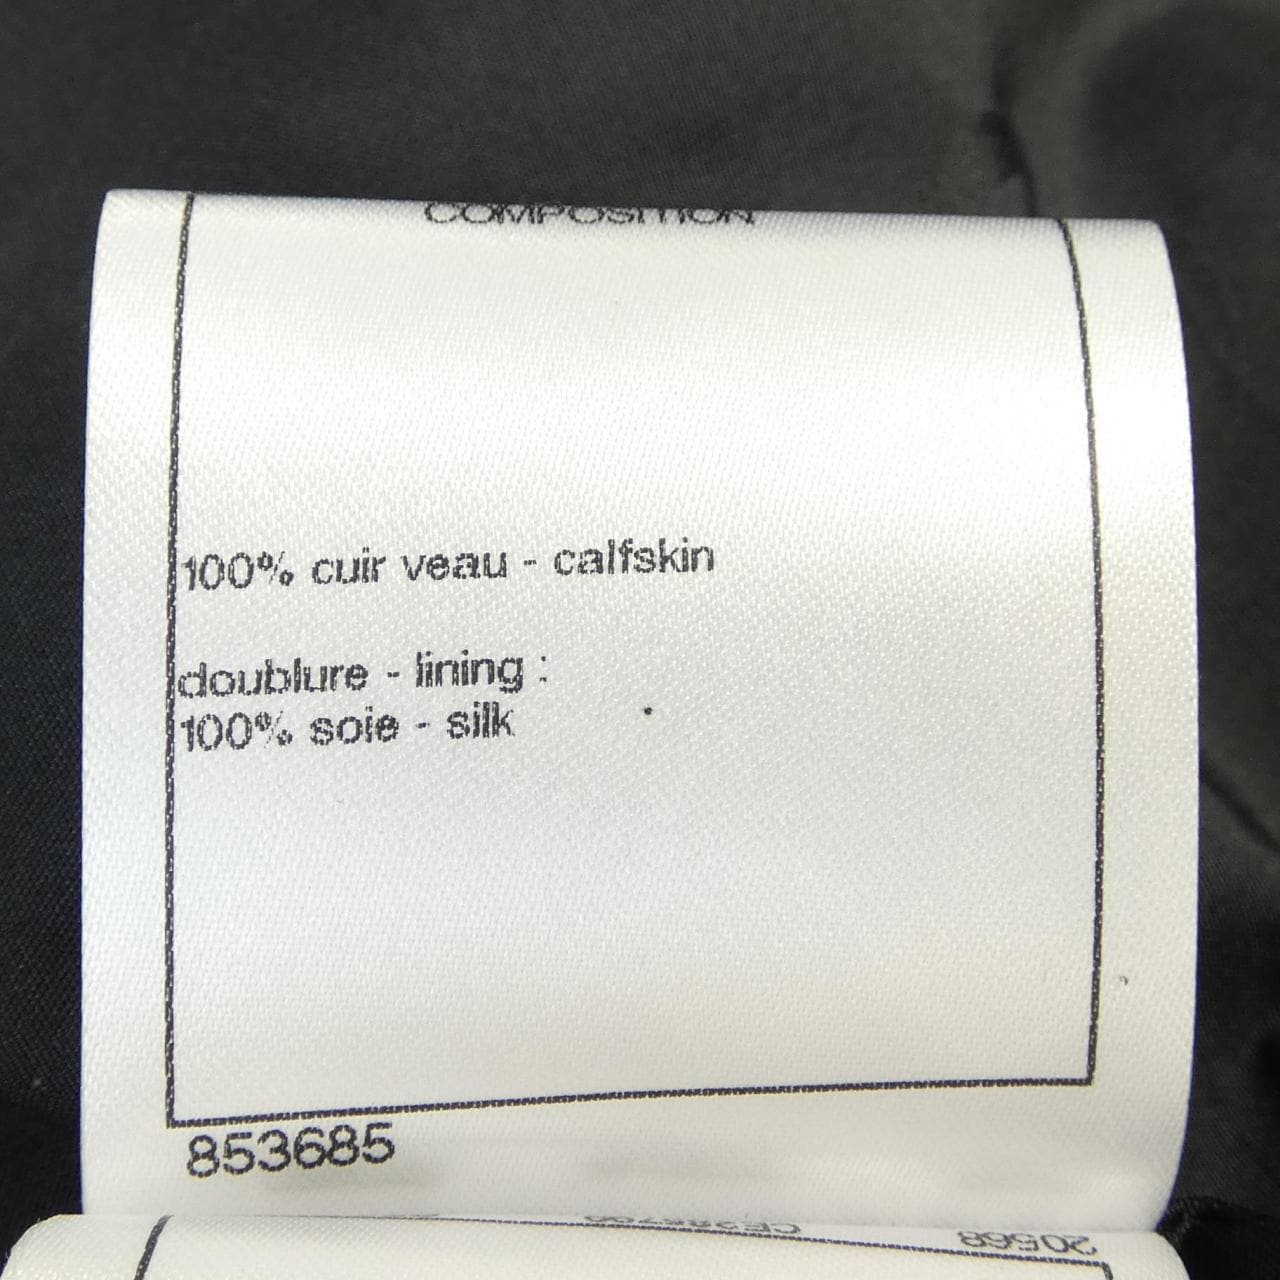 COMPOSITION
100% cuir veau - calfskin
doublure - lining :
100% soie - silk
853685